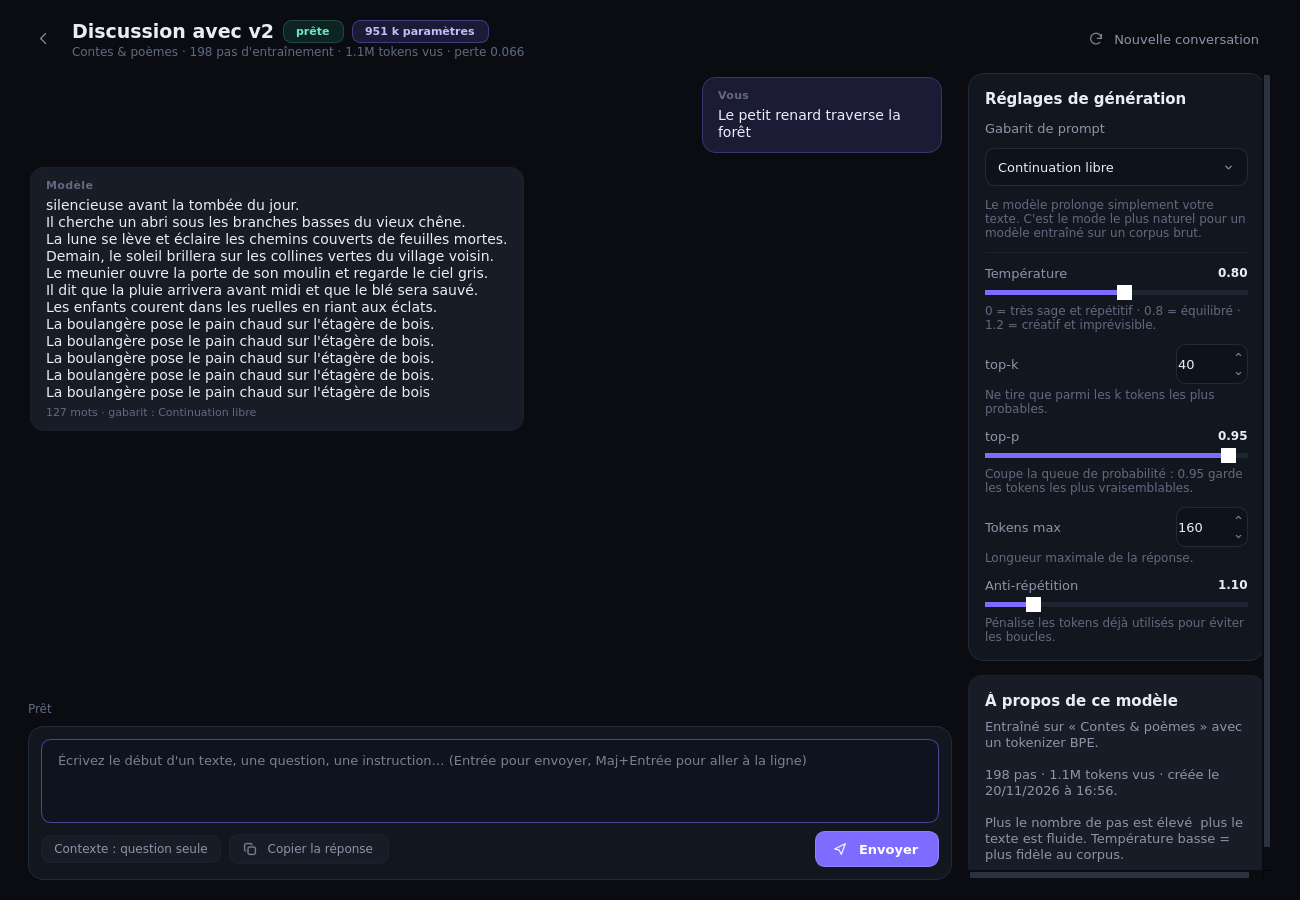 Discussion avec v2
prête
951 k paramètres
Contes & poèmes · 198 pas d'entraînement · 1.1M tokens vus · perte 0.066
Nouvelle conversation
Vous
Le petit renard traverse la
forêt
Modèle
silencieuse avant la tombée du jour.
Il cherche un abri sous les branches basses du vieux chêne.
La lune se lève et éclaire les chemins couverts de feuilles mortes.
Demain, le soleil brillera sur les collines vertes du village voisin.
Le meunier ouvre la porte de son moulin et regarde le ciel gris.
Il dit que la pluie arrivera avant midi et que le blé sera sauvé.
Les enfants courent dans les ruelles en riant aux éclats.
La boulangère pose le pain chaud sur l'étagère de bois.
La boulangère pose le pain chaud sur l'étagère de bois.
La boulangère pose le pain chaud sur l'étagère de bois.
La boulangère pose le pain chaud sur l'étagère de bois.
La boulangère pose le pain chaud sur l'étagère de bois
127 mots · gabarit : Continuation libre
Prêt
Écrivez le début d'un texte, une question, une instruction… (Entrée pour envoyer, Maj+Entrée pour aller à la ligne)
Contexte : question seule
Copier la réponse
Envoyer
Réglages de génération
Gabarit de prompt
Continuation libre
Le modèle prolonge simplement votre
texte. C'est le mode le plus naturel pour un
modèle entraîné sur un corpus brut.
Température 0.80
0 = très sage et répétitif · 0.8 = équilibré ·
1.2 = créatif et imprévisible.
top-k 40
Ne tire que parmi les k tokens les plus
probables.
top-p 0.95
Coupe la queue de probabilité : 0.95 garde
les tokens les plus vraisemblables.
Tokens max 160
Longueur maximale de la réponse.
Anti-répétition 1.10
Pénalise les tokens déjà utilisés pour éviter
les boucles.
À propos de ce modèle
Entraîné sur « Contes & poèmes » avec
un tokenizer BPE.
198 pas · 1.1M tokens vus · créée le
20/11/2026 à 16:56.
Plus le nombre de pas est élevé  plus le
texte est fluide. Température basse =
plus fidèle au corpus.